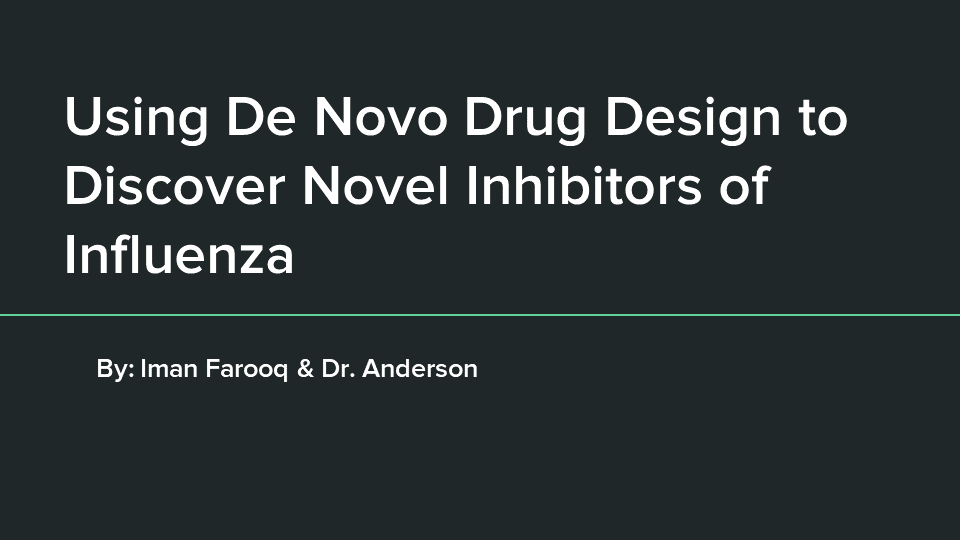 Using De Novo Drug Design to
Discover Novel Inhibitors of
Influenza
By: Iman Farooq & Dr. Anderson